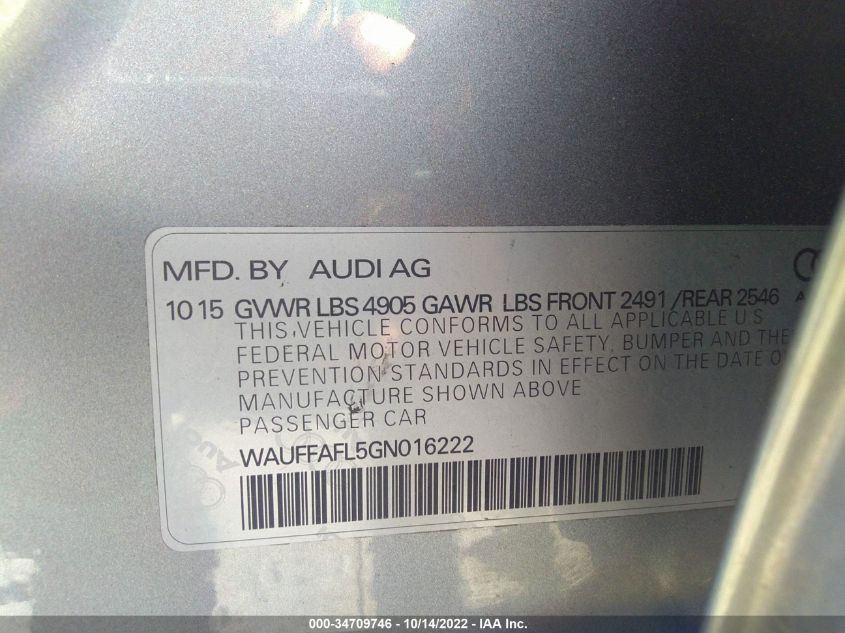 MFD. BY AUDI AG
10 15 GVWR LBS 4905 GAWR LBS FRONT 2491 /REAR 2546
THIS VEHICLE CONFORMS TO ALL APPLICABLE U S
FEDERAL MOTOR VEHICLE SAFETY, BUMPER AND THE
PREVENTION STANDARDS IN EFFECT ON THE DATE O
MANUFACTURE SHOWN ABOVE
PASSENGER CAR
WAUFFAFL5GN016222
000-34709746 - 10/14/2022 - IAA Inc.